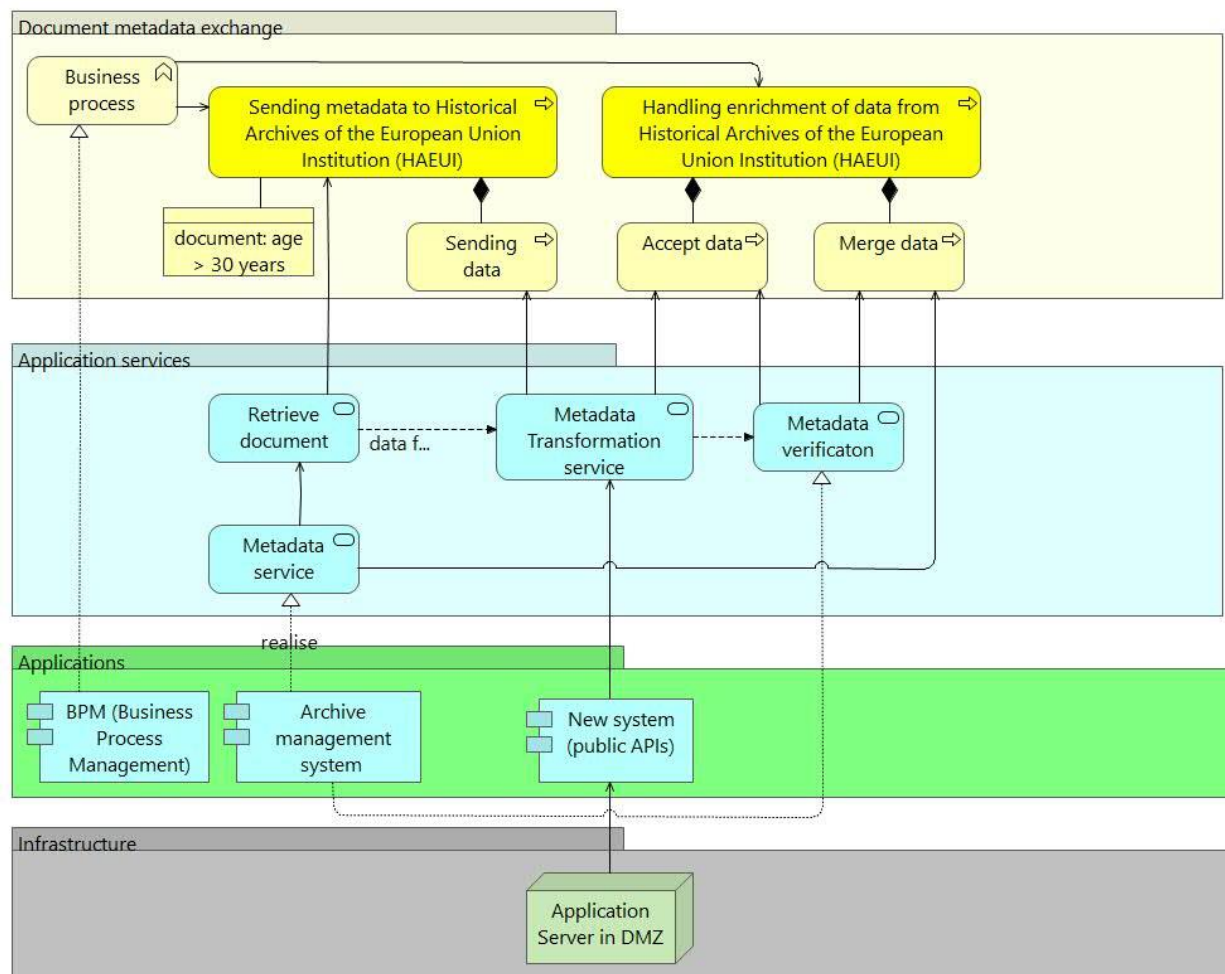 Document metadata exchange
Business
process
Sending metadata to Historical
Archives of the European Union
Institution (HAEUI)
Handling enrichment of data from
Historical Archives of the European
Union Institution (HAEUI)
document: age
> 30 years
Sending
data
Accept data
Merge data
Application services
Retrieve
document
data f...
Metadata
Transformation
service
Metadata
verificaton
Metadata
service
realise
Applications
BPM (Business
Process
Management)
Archive
management
system
New system
(public APIs)
Infrastructure
Application
Server in DMZ